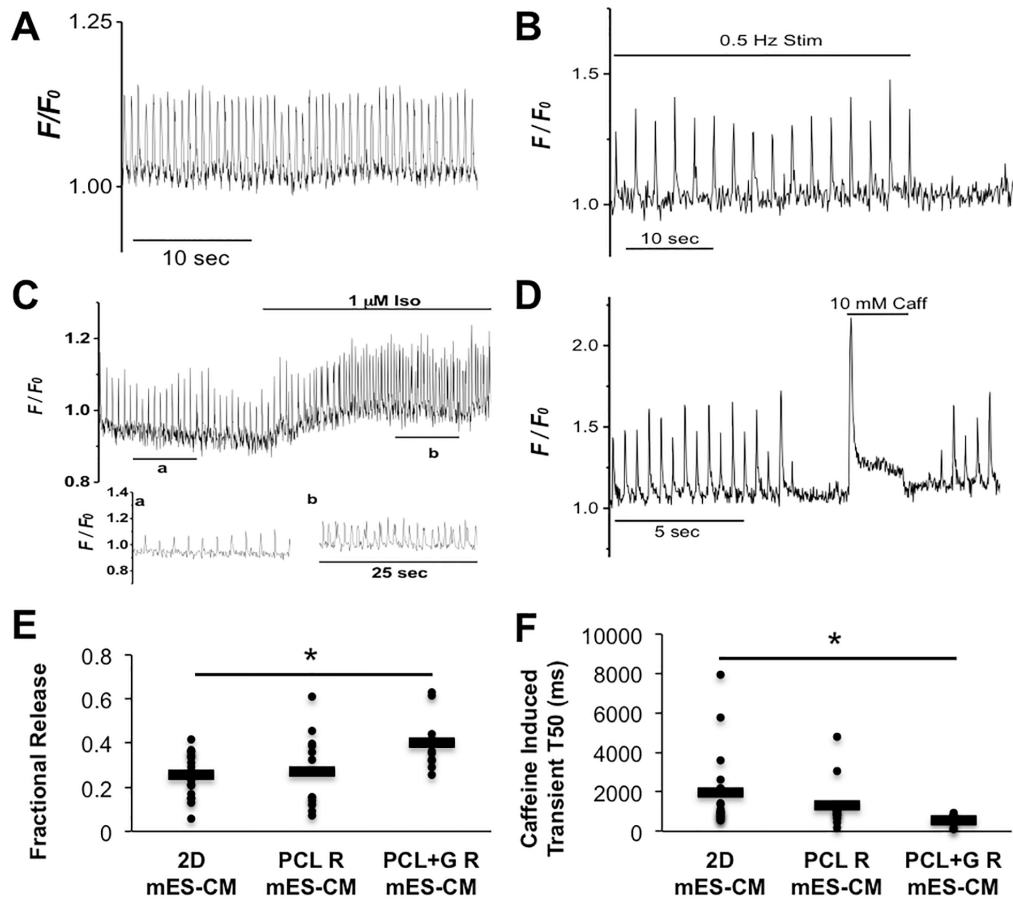 A
1.25
F/F0
1.00
10 sec
B
0.5 Hz Stim
1.5
F / F0
1.0
10 sec
C
1 µM Iso
1.2
F / F0
1.0
0.8
a
b
a
b
1.4
1.2
F / F0
1.0
0.8
25 sec
D
10 mM Caff
2.0
F / F0
1.5
1.0
5 sec
E
*
0.8
0.6
Fractional Release
0.4
0.2
0
2D
mES-CM
PCL R
mES-CM
PCL+G R
mES-CM
F
*
10000
8000
6000
Caffeine Induced
Transient T50 (ms)
4000
2000
0
2D
mES-CM
PCL R
mES-CM
PCL+G R
mES-CM